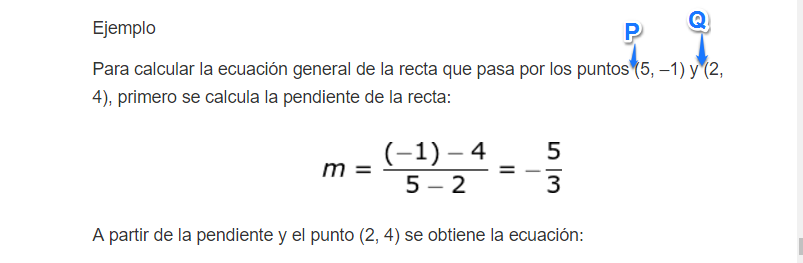 Ejemplo
P Q
Para calcular la ecuación general de la recta que pasa por los puntos (5, –1) y (2,
4), primero se calcula la pendiente de la recta:
m = \frac{(–1) – 4}{5 – 2} = –\frac{5}{3}
A partir de la pendiente y el punto (2, 4) se obtiene la ecuación: